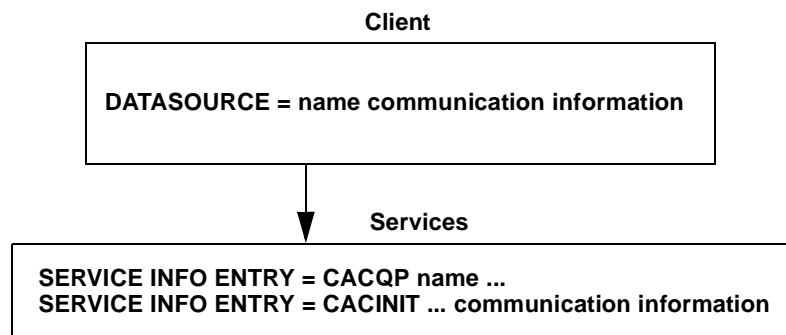 Client
DATASOURCE = name communication information
Services
SERVICE INFO ENTRY = CACQP name ...
SERVICE INFO ENTRY = CACINIT ... communication information